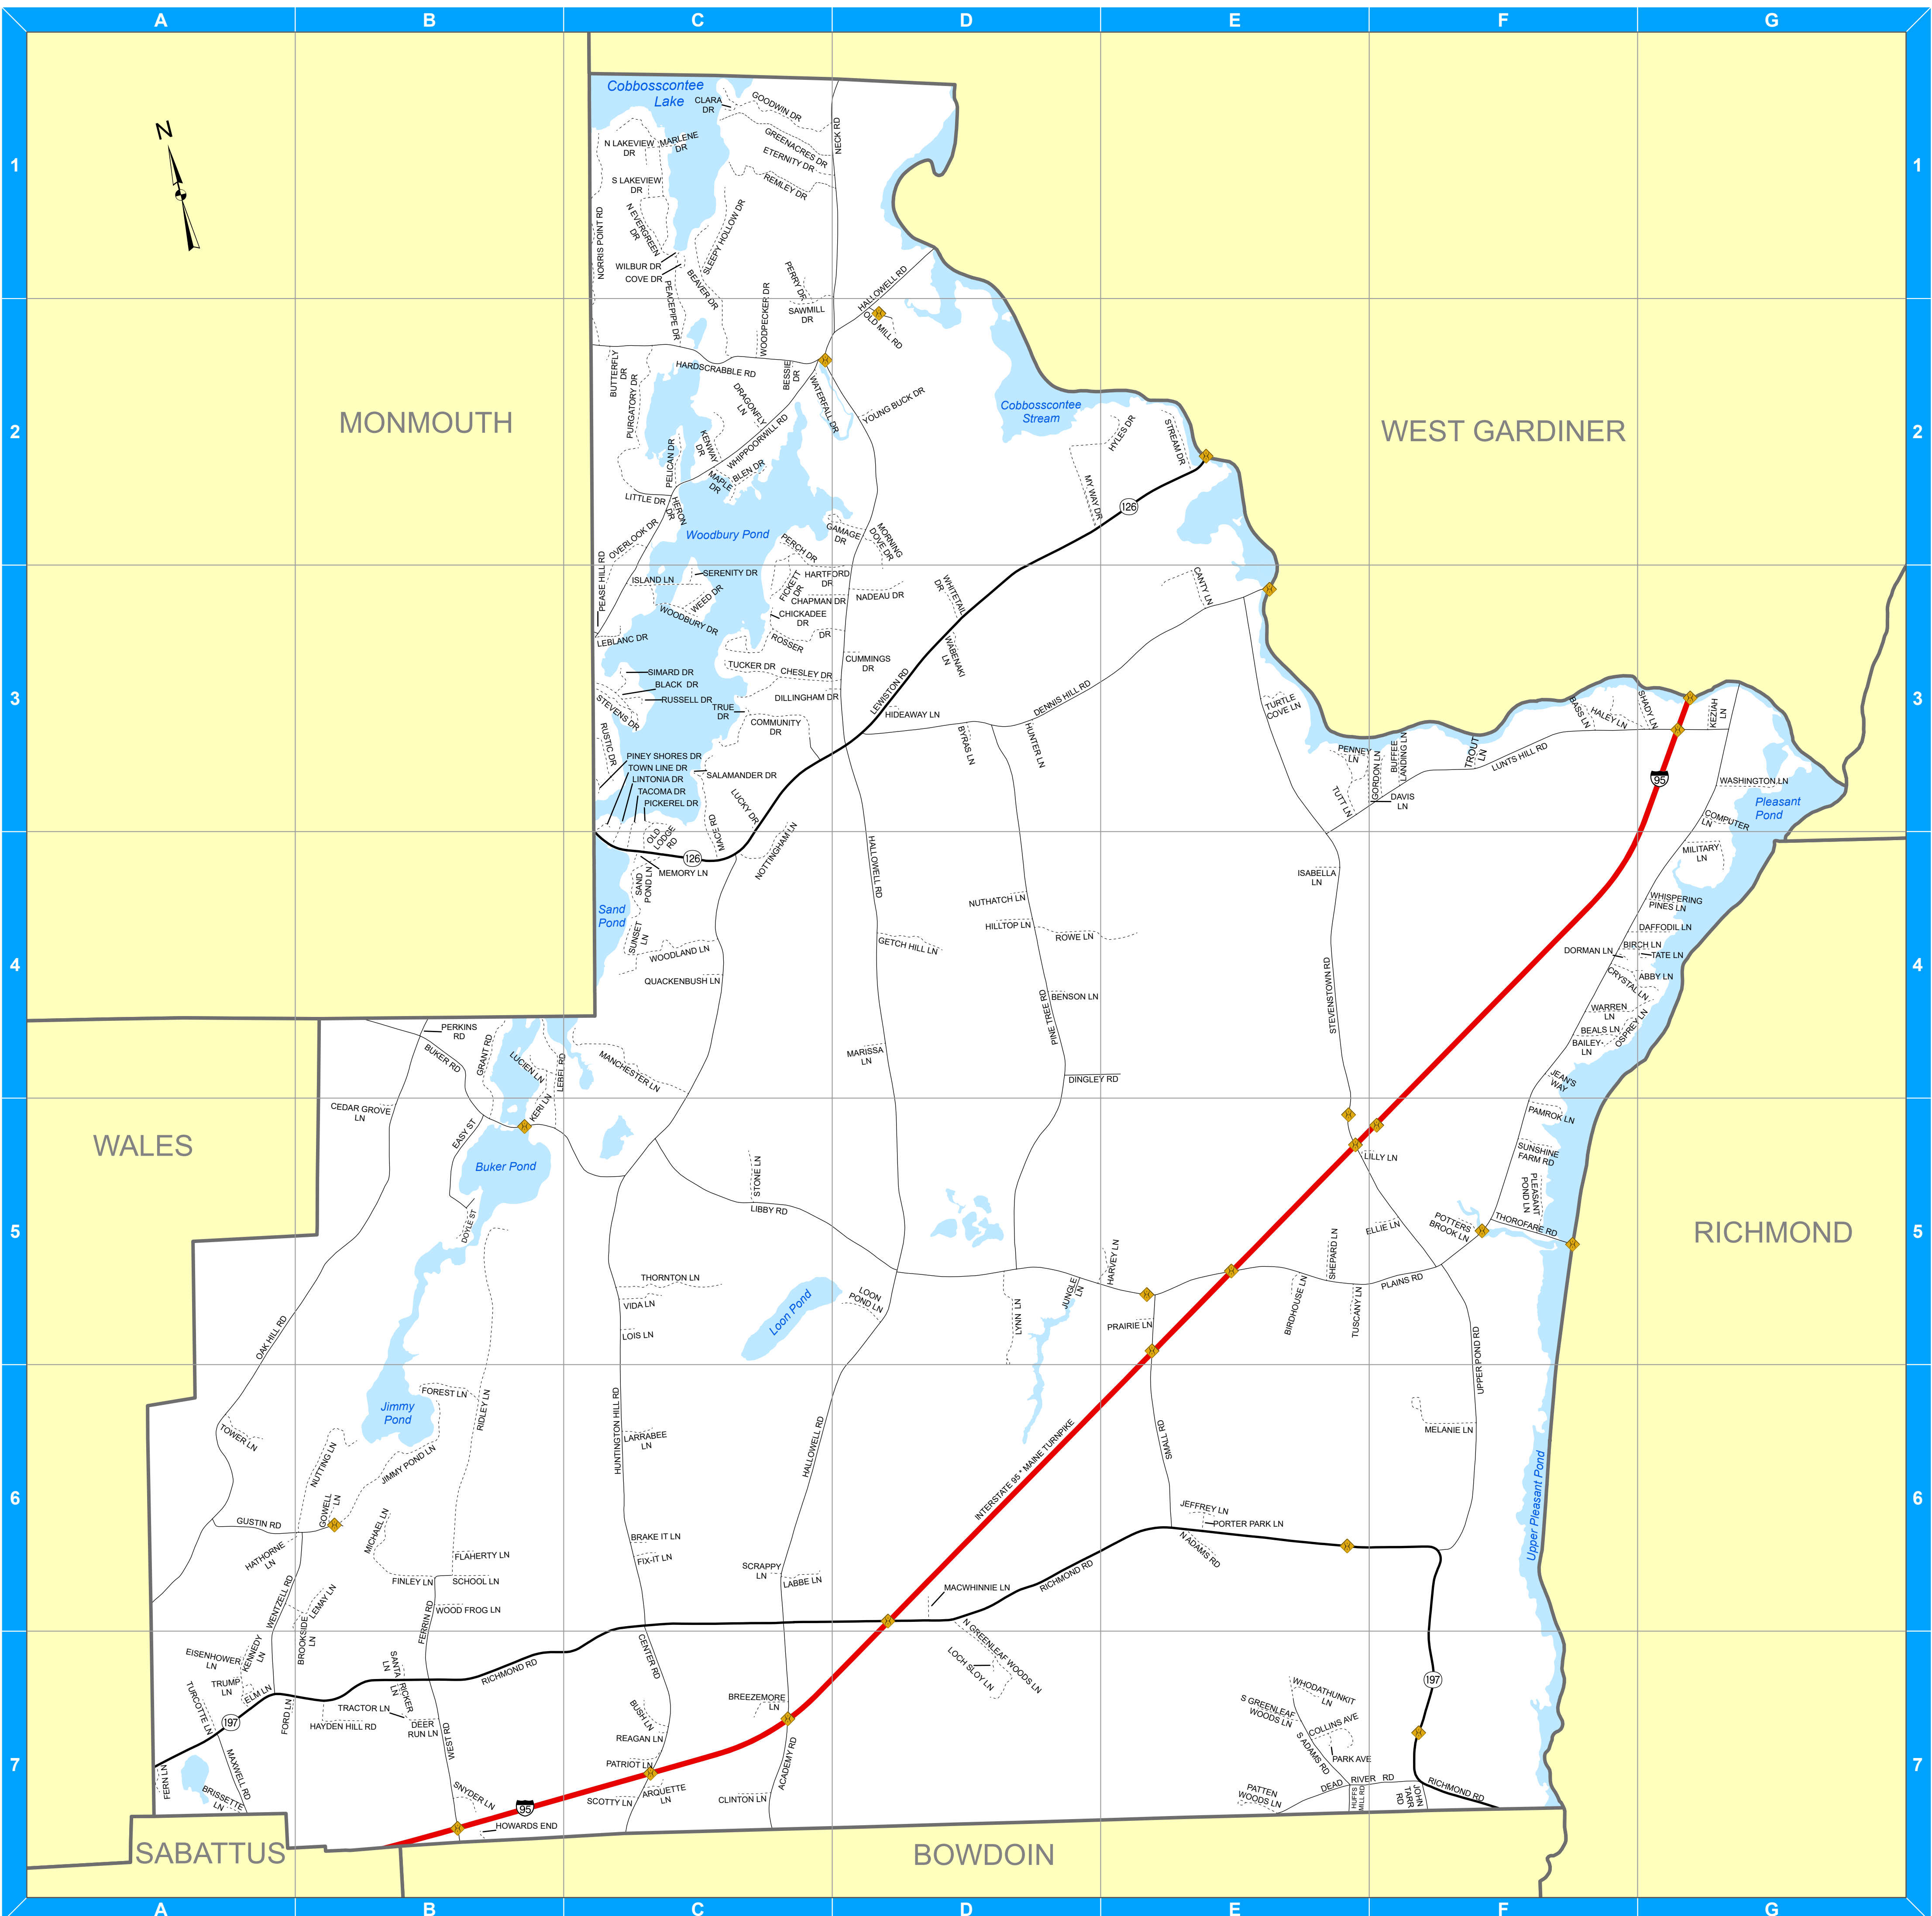 A B C D E F G
1
1
2
2
3
3
4
4
5
5
6
6
7
7
N
Cobbosscontee
Lake
CLARA
DR
GOODWIN DR
NECK RD
N LAKEVIEW
DR
MARLENE
DR
GREENACRES DR
ETERNITY DR
REMLEY DR
S LAKEVIEW
DR
N EVERGREEN
DR
NORRIS POINT RD
SLEEPY HOLLOW DR
WILBUR DR
COVE DR
PEACEPIPE DR
BEAVER DR
PERRY DR
WOODPECKER DR
SAWMILL
DR
HALLOWELL RD
OLD MILL RD
MONMOUTH
WEST GARDINER
BUTTERFLY
DR
PURGATORY DR
HARDSCRABBLE RD
BESSIE
DR
DRAGONFLY
LN
WATERFALL DR
YOUNG BUCK DR
KENWAY
DR
WHIPPOORWILL RD
PELICAN DR
MAPLE
DR
BLEN DR
LITTLE DR
HERON
DR
Cobbosscontee
Stream
HYLES DR
STREAM DR
MY WAY DR
126
OVERLOOK DR
Woodbury Pond
GAMAGE
DR
MORNING
DOVE DR
PERCH DR
PEASE HILL RD
ISLAND LN
SERENITY DR
WEED DR
WOODBURY DR
FICKETT
DR
HARTFORD
DR
CHAPMAN DR
NADEAU DR
CHICKADEE
DR
ROSSER
DR
WHITETAIL
DR
CANTY LN
LEBLANC DR
CUMMINGS
DR
WABENAKI
LN
TUCKER DR
CHESLEY DR
SIMARD DR
BLACK DR
RUSSELL DR
STEVENS DR
TRUE
DR
DILLINGHAM DR
COMMUNITY
DR
LEWISTON RD
HIDEAWAY LN
DENNIS HILL RD
BYRAS LN
HUNTER LN
TURTLE
COVE LN
RUSTIC DR
PINEY SHORES DR
TOWN LINE DR
LINTONIA DR
TACOMA DR
PICKEREL DR
SALAMANDER DR
LUCKY DR
MACE RD
OLD
LODGE
RD
NOTTINGHAM LN
126
MEMORY LN
SAND
POND LN
PENNEY
LN
GORDON LN
BUFFEE
LANDING LN
TROUT
LN
LUNTS HILL RD
BASS LN
HALEY LN
SHADY LN
KEZIAH
LN
TUTT LN
DAVIS
LN
95
WASHINGTON LN
Pleasant
Pond
COMPUTER
LN
MILITARY
LN
HALLOWELL RD
Sand
Pond
SUNSET
LN
WOODLAND LN
QUACKENBUSH LN
GETCH HILL LN
NUTHATCH LN
HILLTOP LN
ROWE LN
BENSON LN
PINE TREE RD
ISABELLA
LN
STEVENSTOWN RD
WHISPERING
PINES LN
DAFFODIL LN
DORMAN LN
BIRCH LN
TATE LN
CRYSTAL LN
ABBY LN
WARREN
LN
OSPREY LN
BEALS LN
BAILEY
LN
JEAN'S
WAY
PERKINS
RD
BUKER RD
GRANT RD
LUCIEN LN
LEBEL RD
KERI LN
MANCHESTER LN
MARISSA
LN
DINGLEY RD
CEDAR GROVE
LN
EASY ST
WALES
Buker Pond
DOYLE ST
STONE LN
LIBBY RD
LILLY LN
PAMROK LN
SUNSHINE
FARM RD
PLEASANT
POND LN
POTTERS
BROOK LN
THOROFARE RD
RICHMOND
ELLIE LN
SHEPARD LN
HARVEY LN
JUNGLE
LN
LYNN LN
PLAINS RD
BIRDHOUSE LN
TUSCANY LN
PRAIRIE LN
THORNTON LN
VIDA LN
LOIS LN
Loon Pond
LOON
POND LN
OAK HILL RD
UPPER POND RD
Jimmy
Pond
FOREST LN
RIDLEY LN
TOWER LN
NUTTING LN
JIMMY POND LN
HUNTINGTON HILL RD
LARRABEE
LN
HALLOWELL RD
INTERSTATE 95 * MAINE TURNPIKE
SMALL RD
MELANIE LN
Upper Pleasant Pond
GUSTIN RD
GOWELL
LN
HATHORNE
LN
MICHAEL LN
FLAHERTY LN
FINLEY LN
SCHOOL LN
WENTZELL RD
LEMAY LN
BROOKSIDE
LN
FERRIN RD
WOOD FROG LN
BRAKE IT LN
FIX-IT LN
SCRAPPY
LN
LABBE LN
MACWHINNIE LN
RICHMOND RD
JEFFREY LN
PORTER PARK LN
N ADAMS RD
EISENHOWER
LN
KENNEDY
LN
TRUMP
LN
ELM LN
TURCOTTE LN
197
FORD LN
SANTA
LN
RICKER
TRACTOR LN
HAYDEN HILL RD
DEER
RUN LN
RICHMOND RD
WEST RD
CENTER RD
BUSH LN
REAGAN LN
BREEZEMORE
LN
N GREENLEAF WOODS LN
LOCH SLOY LN
S GREENLEAF
WOODS LN
WHODATHUNKIT
LN
COLLINS AVE
PARK AVE
S ADAMS RD
197
PATRIOT LN
ARQUETTE
LN
SCOTTY LN
CLINTON LN
ACADEMY RD
FERN LN
MAXWELL RD
BRISSETTE
LN
SNYDER LN
95
HOWARDS END
PATTEN
WOODS LN
DEAD RIVER RD
HUFFS
MILL RD
JOHN
TARR
RD
RICHMOND RD
SABATTUS
BOWDOIN
A B C D E F G